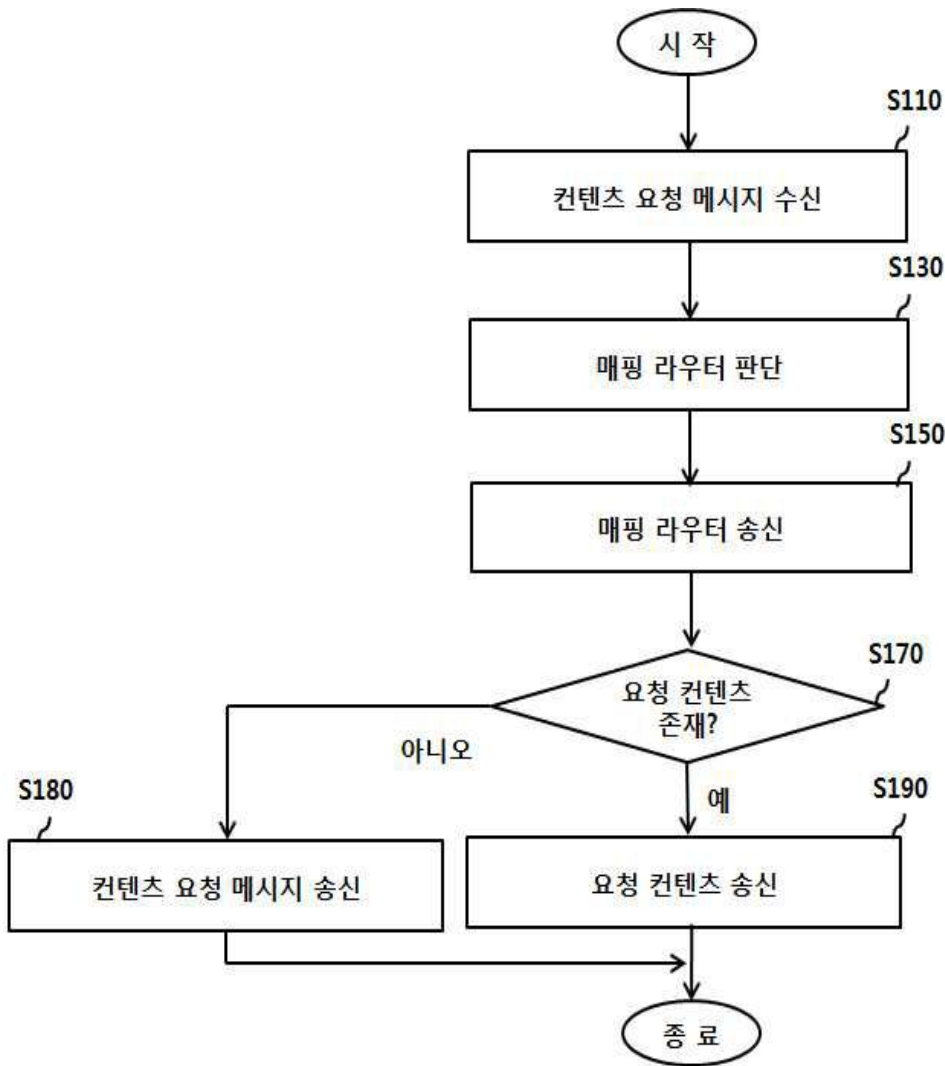 시 작
S110
컨텐츠 요청 메시지 수신
S130
매핑 라우터 판단
S150
매핑 라우터 송신
S170
요청 컨텐츠
존재?
아니오
예
S180
컨텐츠 요청 메시지 송신
S190
요청 컨텐츠 송신
종 료